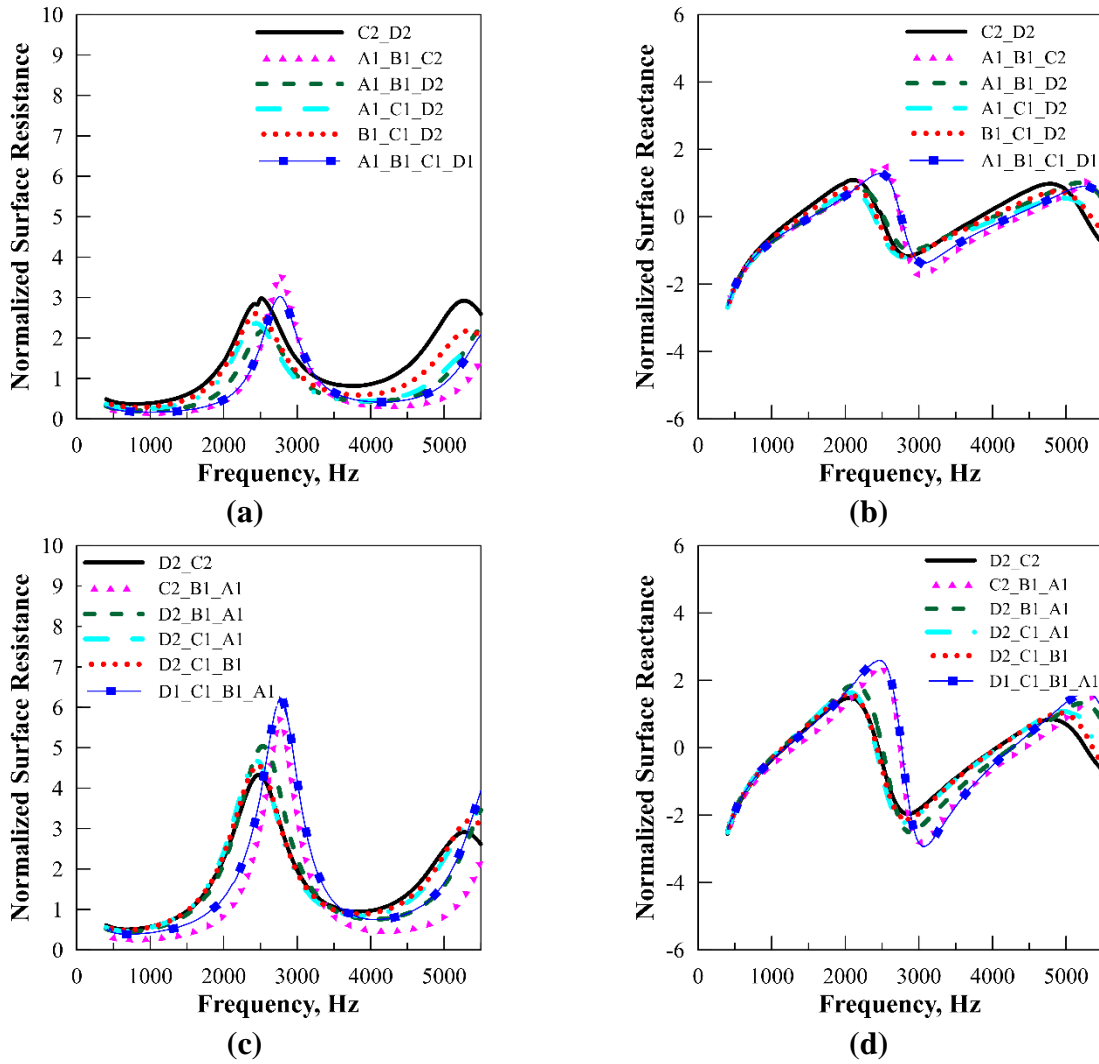 Normalized Surface Resistance
10
9
8
7
6
5
4
3
2
1
0
C2_D2
A1_B1_C2
A1_B1_D2
A1_C1_D2
B1_C1_D2
A1_B1_C1_D1
0 1000 2000 3000 4000 5000
Frequency, Hz
(a)
Normalized Surface Reactance
6
4
2
0
-2
-4
-6
C2_D2
A1_B1_C2
A1_B1_D2
A1_C1_D2
B1_C1_D2
A1_B1_C1_D1
0 1000 2000 3000 4000 5000
Frequency, Hz
(b)
Normalized Surface Resistance
10
9
8
7
6
5
4
3
2
1
0
D2_C2
C2_B1_A1
D2_B1_A1
D2_C1_A1
D2_C1_B1
D1_C1_B1_A1
0 1000 2000 3000 4000 5000
Frequency, Hz
(c)
Normalized Surface Reactance
6
4
2
0
-2
-4
-6
D2_C2
C2_B1_A1
D2_B1_A1
D2_C1_A1
D2_C1_B1
D1_C1_B1_A1
0 1000 2000 3000 4000 5000
Frequency, Hz
(d)